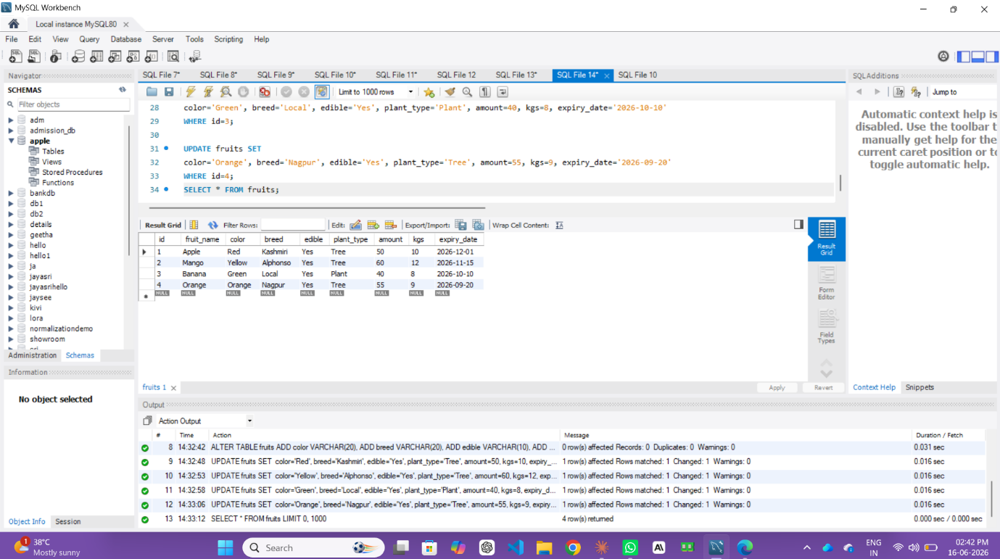 MySQL Workbench
Local instance MySQL80
File Edit View Query Database Server Tools Scripting Help
Navigator
SCHEMAS
Filter objects
adm
admission_db
apple
Tables
Views
Stored Procedures
Functions
bankdb
db1
db2
details
geetha
hello
hello1
ja
jayasri
jayasrihello
jaysee
kivi
lora
normalizationdemo
showroom
Administration Schemas
Information
No object selected
Object Info Session
SQL File 7* SQL File 8* SQL File 9* SQL File 10* SQL File 11* SQL File 12 SQL File 13* SQL File 14* SQL File 10
Limit to 1000 rows
28 color='Green', breed='Local', edible='Yes', plant_type='Plant', amount=40, kgs=8, expiry_date='2026-10-10'
29 WHERE id=3;
30
31 UPDATE fruits SET
32 color='Orange', breed='Nagpur', edible='Yes', plant_type='Tree', amount=55, kgs=9, expiry_date='2026-09-20'
33 WHERE id=4;
34 SELECT * FROM fruits;
Result Grid Filter Rows: Edit: Export/Import: Wrap Cell Content:
id fruit_name color breed edible plant_type amount kgs expiry_date
1 Apple Red Kashmiri Yes Tree 50 10 2026-12-01
2 Mango Yellow Alphonso Yes Tree 60 12 2026-11-15
3 Banana Green Local Yes Plant 40 8 2026-10-10
4 Orange Orange Nagpur Yes Tree 55 9 2026-09-20
NULL NULL NULL NULL NULL NULL NULL NULL NULL
Result
Grid
Form
Editor
Field
Types
fruits 1
Apply Revert
SQLAdditions
Jump to
Automatic context help is
disabled. Use the toolbar t
manually get help for the
current caret position or to
toggle automatic help.
Context Help Snippets
Output
Action Output
# Time Action Message Duration / Fetch
8 14:32:42 ALTER TABLE fruits ADD color VARCHAR(20), ADD breed VARCHAR(20), ADD edible VARCHAR(10), ADD ... 0 row(s) affected Records: 0 Duplicates: 0 Warnings: 0 0.031 sec
9 14:32:48 UPDATE fruits SET color='Red', breed='Kashmiri', edible='Yes', plant_type='Tree', amount=50, kgs=10, expiry_... 1 row(s) affected Rows matched: 1 Changed: 1 Warnings: 0 0.016 sec
10 14:32:53 UPDATE fruits SET color='Yellow', breed='Alphonso', edible='Yes', plant_type='Tree', amount=60, kgs=12, exp... 1 row(s) affected Rows matched: 1 Changed: 1 Warnings: 0 0.016 sec
11 14:32:58 UPDATE fruits SET color='Green', breed='Local', edible='Yes', plant_type='Plant', amount=40, kgs=8, expiry_d... 1 row(s) affected Rows matched: 1 Changed: 1 Warnings: 0 0.016 sec
12 14:33:06 UPDATE fruits SET color='Orange', breed='Nagpur', edible='Yes', plant_type='Tree', amount=55, kgs=9, expiry... 1 row(s) affected Rows matched: 1 Changed: 1 Warnings: 0 0.016 sec
13 14:33:12 SELECT * FROM fruits LIMIT 0, 1000 4 row(s) returned 0.000 sec / 0.000 sec
1
38°C
Mostly sunny
Search
ENG
IN
02:42 PM
16-06-2026